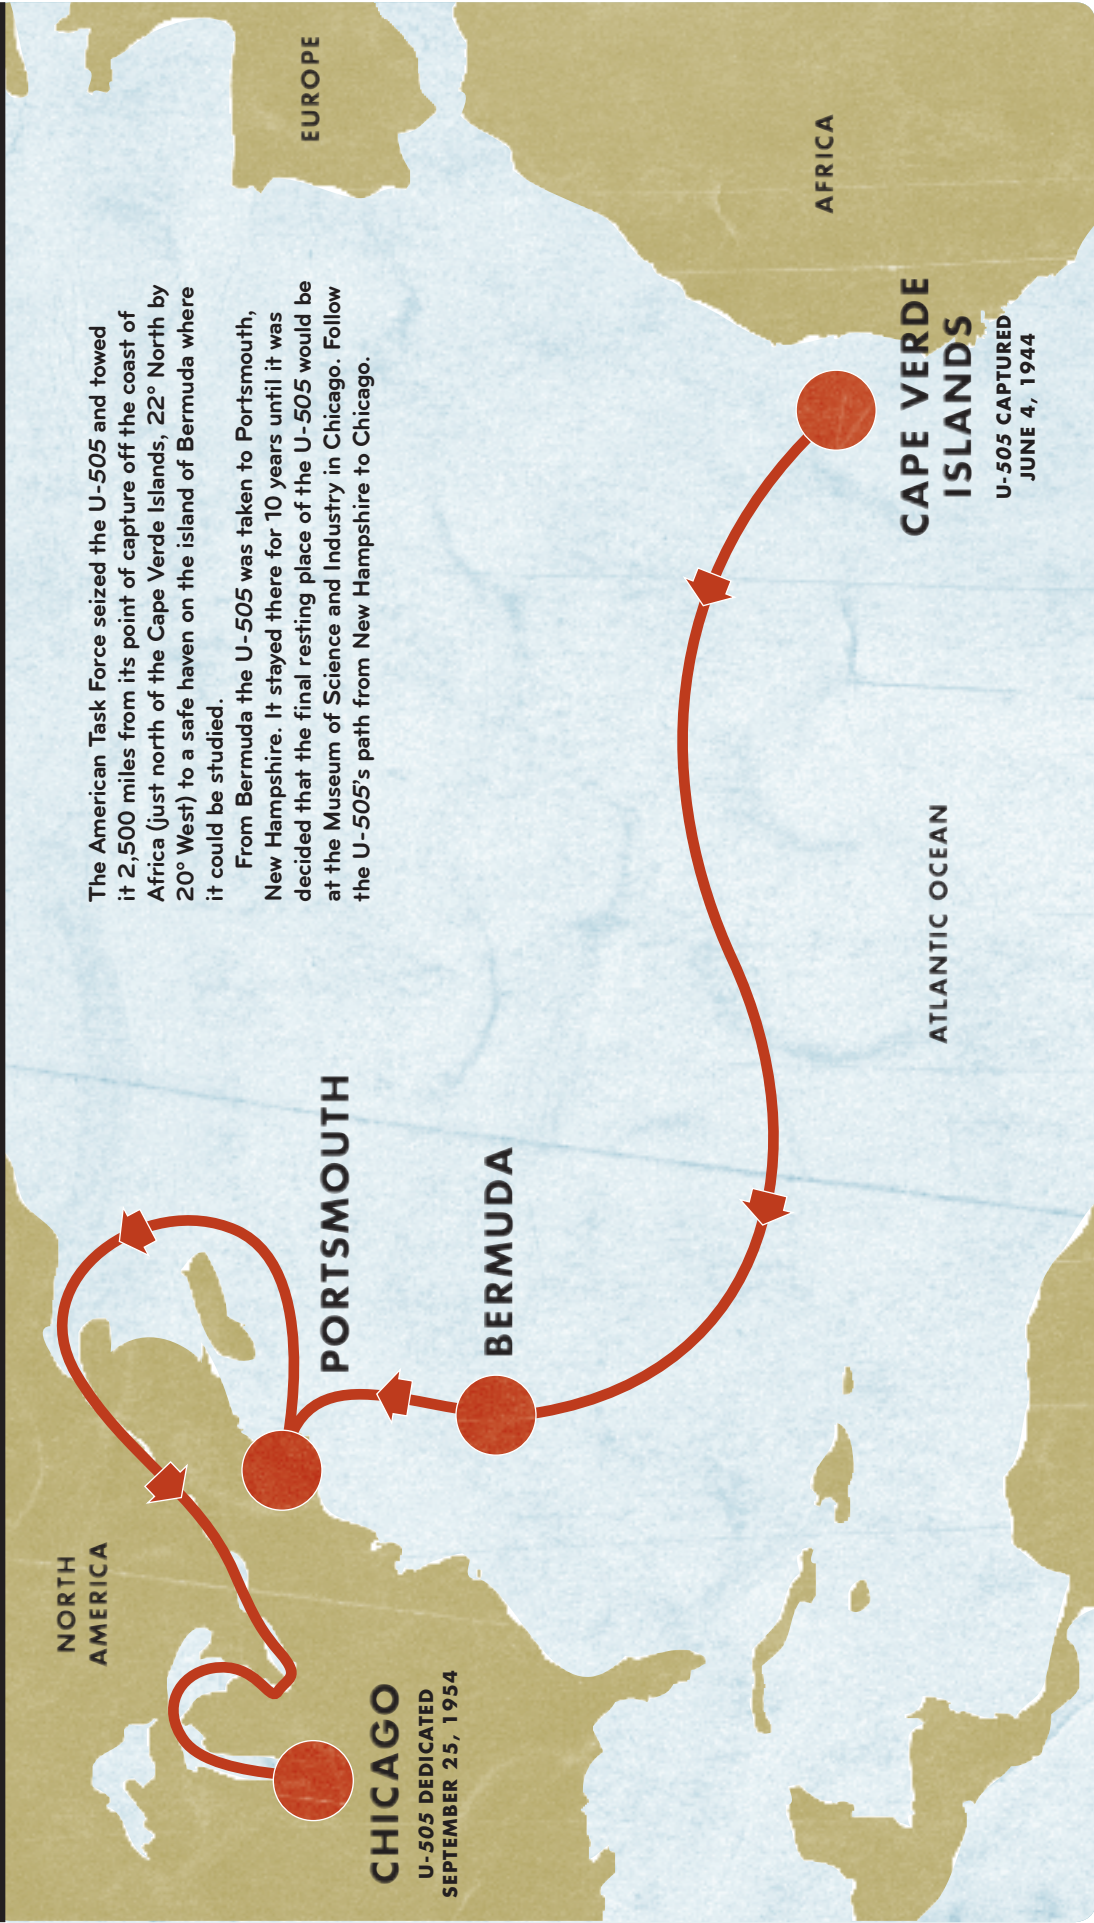 The American Task Force seized the U-505 and towed
it 2,500 miles from its point of capture off the coast of
Africa (just north of the Cape Verde Islands, 22° North by
20° West) to a safe haven on the island of Bermuda where
it could be studied.
From Bermuda the U-505 was taken to Portsmouth,
New Hampshire. It stayed there for 10 years until it was
decided that the final resting place of the U-505 would be
at the Museum of Science and Industry in Chicago. Follow
the U-505's path from New Hampshire to Chicago.
NORTH
AMERICA
EUROPE
PORTSMOUTH
CHICAGO
U-505 DEDICATED
SEPTEMBER 25, 1954
BERMUDA
AFRICA
CAPE VERDE
ISLANDS
U-505 CAPTURED
JUNE 4, 1944
ATLANTIC OCEAN